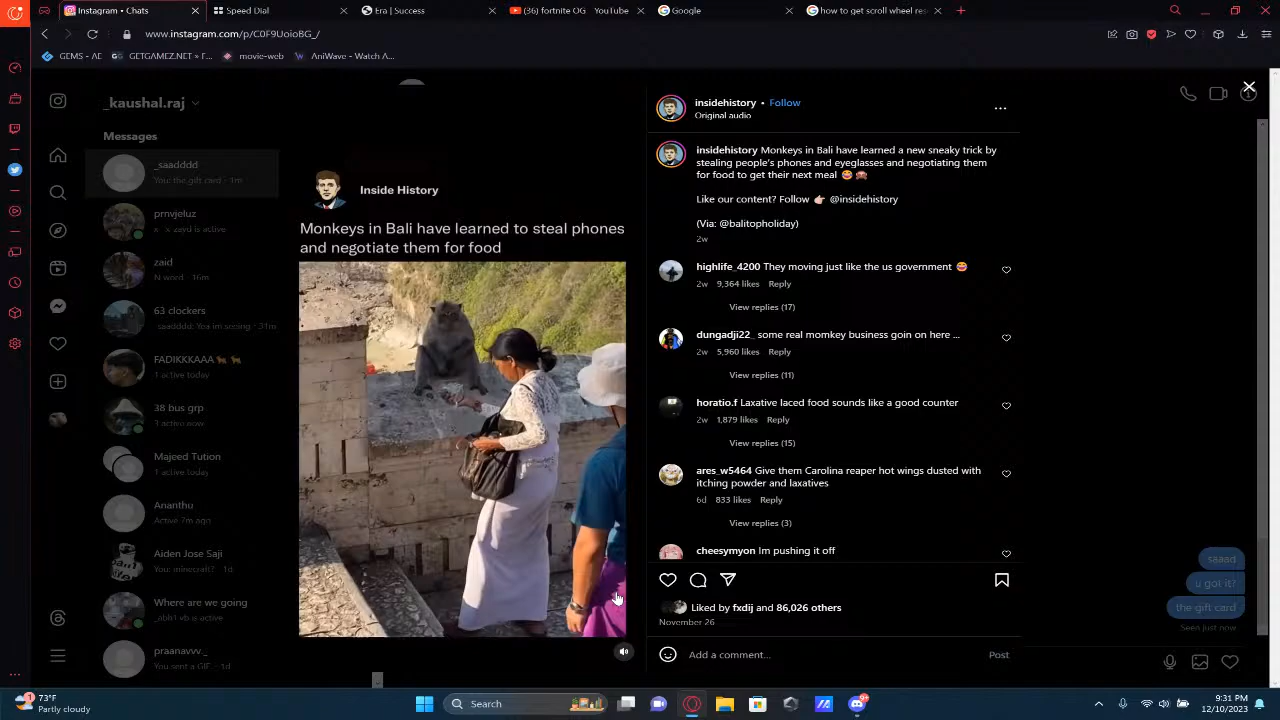 Instagram • Chats
Speed Dial
Era | Success
(36) fortnite OG - YouTube
Google
how to get scroll wheel res
www.instagram.com/p/C0F9UoioBG_/
GEMS - AE
GETGAMEZ.NET » F...
movie-web
AniWave - Watch A...
_kaushal.raj
Messages
_saadddd
You: the gift card · 1m
prnvjeluz
x_x_zayd is active
zaid
N word · 16m
63 clockers
_saadddd: Yea im seeing · 31m
FADIKKKAAA🐅 🐅
1 active today
38 bus grp
3 active now
Majeed Tution
1 active today
Ananthu
Active 7m ago
Aiden Jose Saji
You: minecraft? · 1d
Where are we going
_abh1.vb is active
praanavvv._
You sent a GIF · 1d
Inside History
Monkeys in Bali have learned to steal phones
and negotiate them for food
insidehistory • Follow
Original audio
insidehistory Monkeys in Bali have learned a new sneaky trick by
stealing people's phones and eyeglasses and negotiating them
for food to get their next meal 😅 🙈
Like our content? Follow 👉🏼 @insidehistory
(Via: @balitopholiday)
2w
highlife_4200 They moving just like the us government 😅
2w 9,364 likes Reply
View replies (17)
dungadji22_ some real momkey business goin on here ...
2w 5,960 likes Reply
View replies (11)
horatio.f Laxative laced food sounds like a good counter
2w 1,879 likes Reply
View replies (15)
ares_w5464 Give them Carolina reaper hot wings dusted with
itching powder and laxatives
6d 833 likes Reply
View replies (3)
cheesymyon Im pushing it off
Liked by fxdij and 86,026 others
November 26
Add a comment...
Post
saaad
u got it?
the gift card
Seen just now
1
73°F
Partly cloudy
Search
9+
9:31 PM
12/10/2023